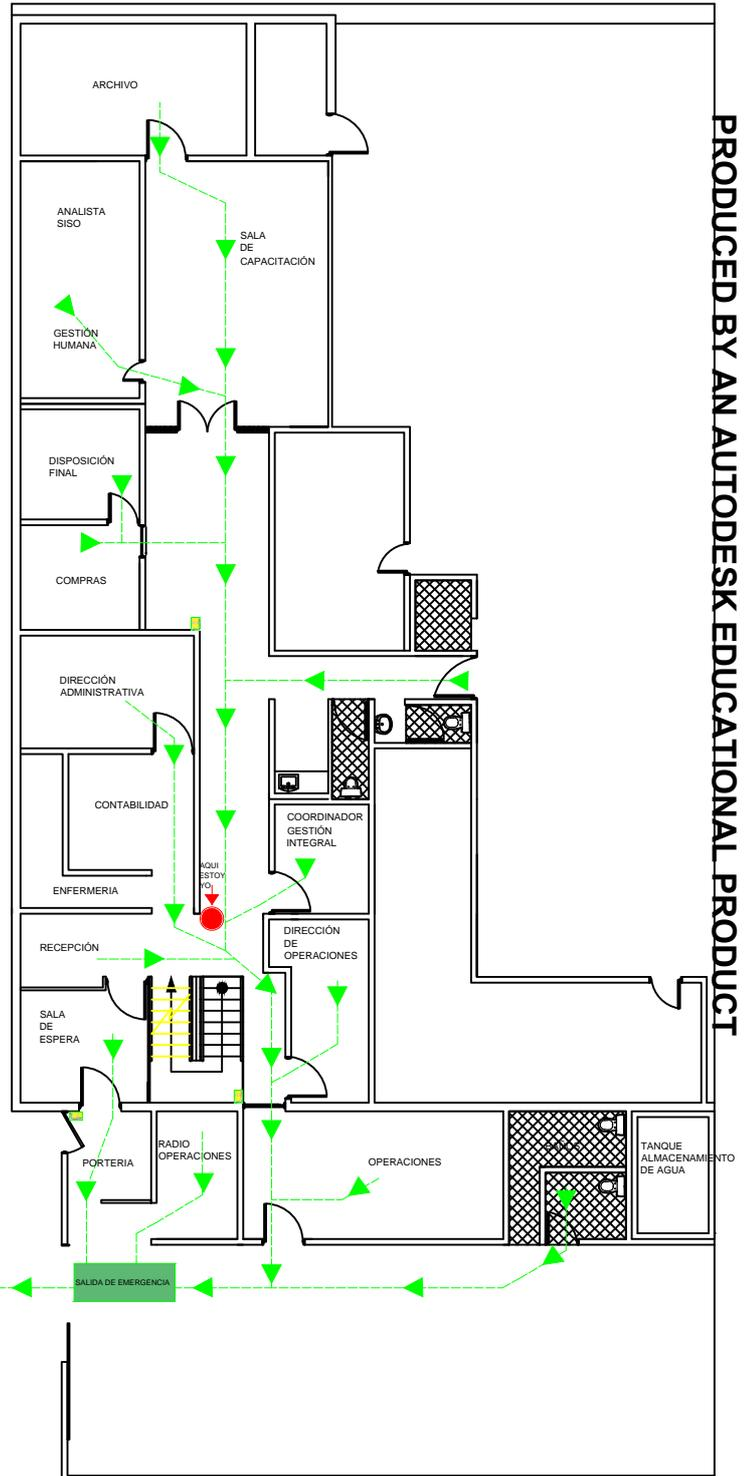 ARCHIVO
ANALISTA
SISO
SALA
DE
CAPACITACIÓN
GESTIÓN
HUMANA
DISPOSICIÓN
FINAL
COMPRAS
DIRECCIÓN
ADMINISTRATIVA
CONTABILIDAD
COORDINADOR
GESTIÓN
INTEGRAL
AQUI
ESTOY
YO
ENFERMERIA
DIRECCIÓN
DE
OPERACIONES
RECEPCIÓN
SALA
DE
ESPERA
PORTERIA
RADIO
OPERACIONES
OPERACIONES
TANQUE
ALMACENAMIENTO
DE AGUA
SALIDA DE EMERGENCIA
PRODUCED BY AN AUTODESK EDUCATIONAL PRODUCT